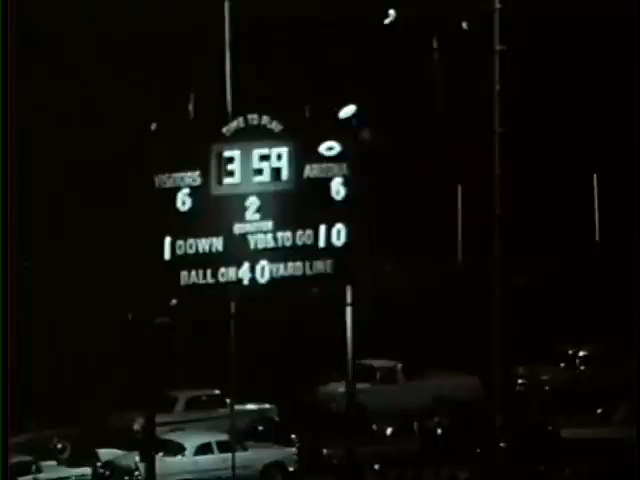 TIME TO PLAY
VISITORS 3 59 ARTESIA
6 6
2
QUARTER
1 DOWN YDS. TO GO 10
BALL ON 40 YARD LINE